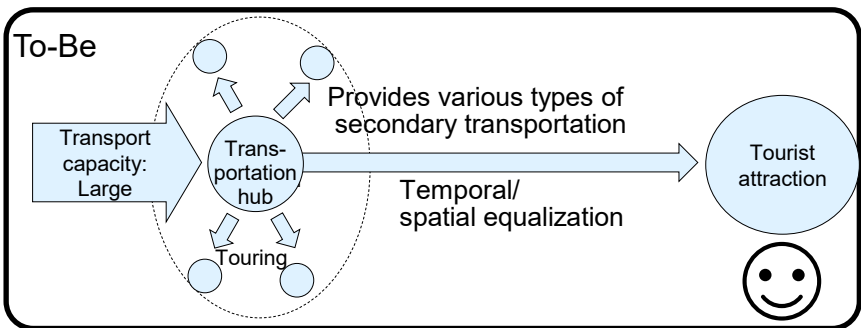 To-Be
Transport
capacity:
Large
Trans-
portation
hub
Touring
Provides various types of
secondary transportation
Temporal/
spatial equalization
Tourist
attraction